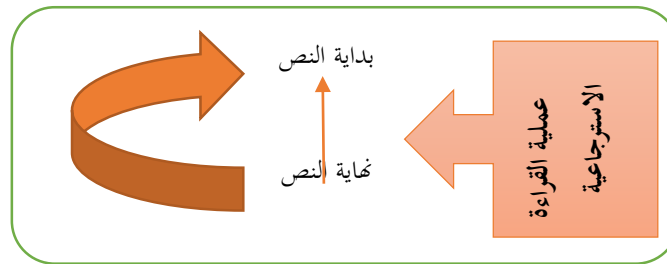 بداية النص
نهاية النص
عملية القراءة
الاسترجاعية